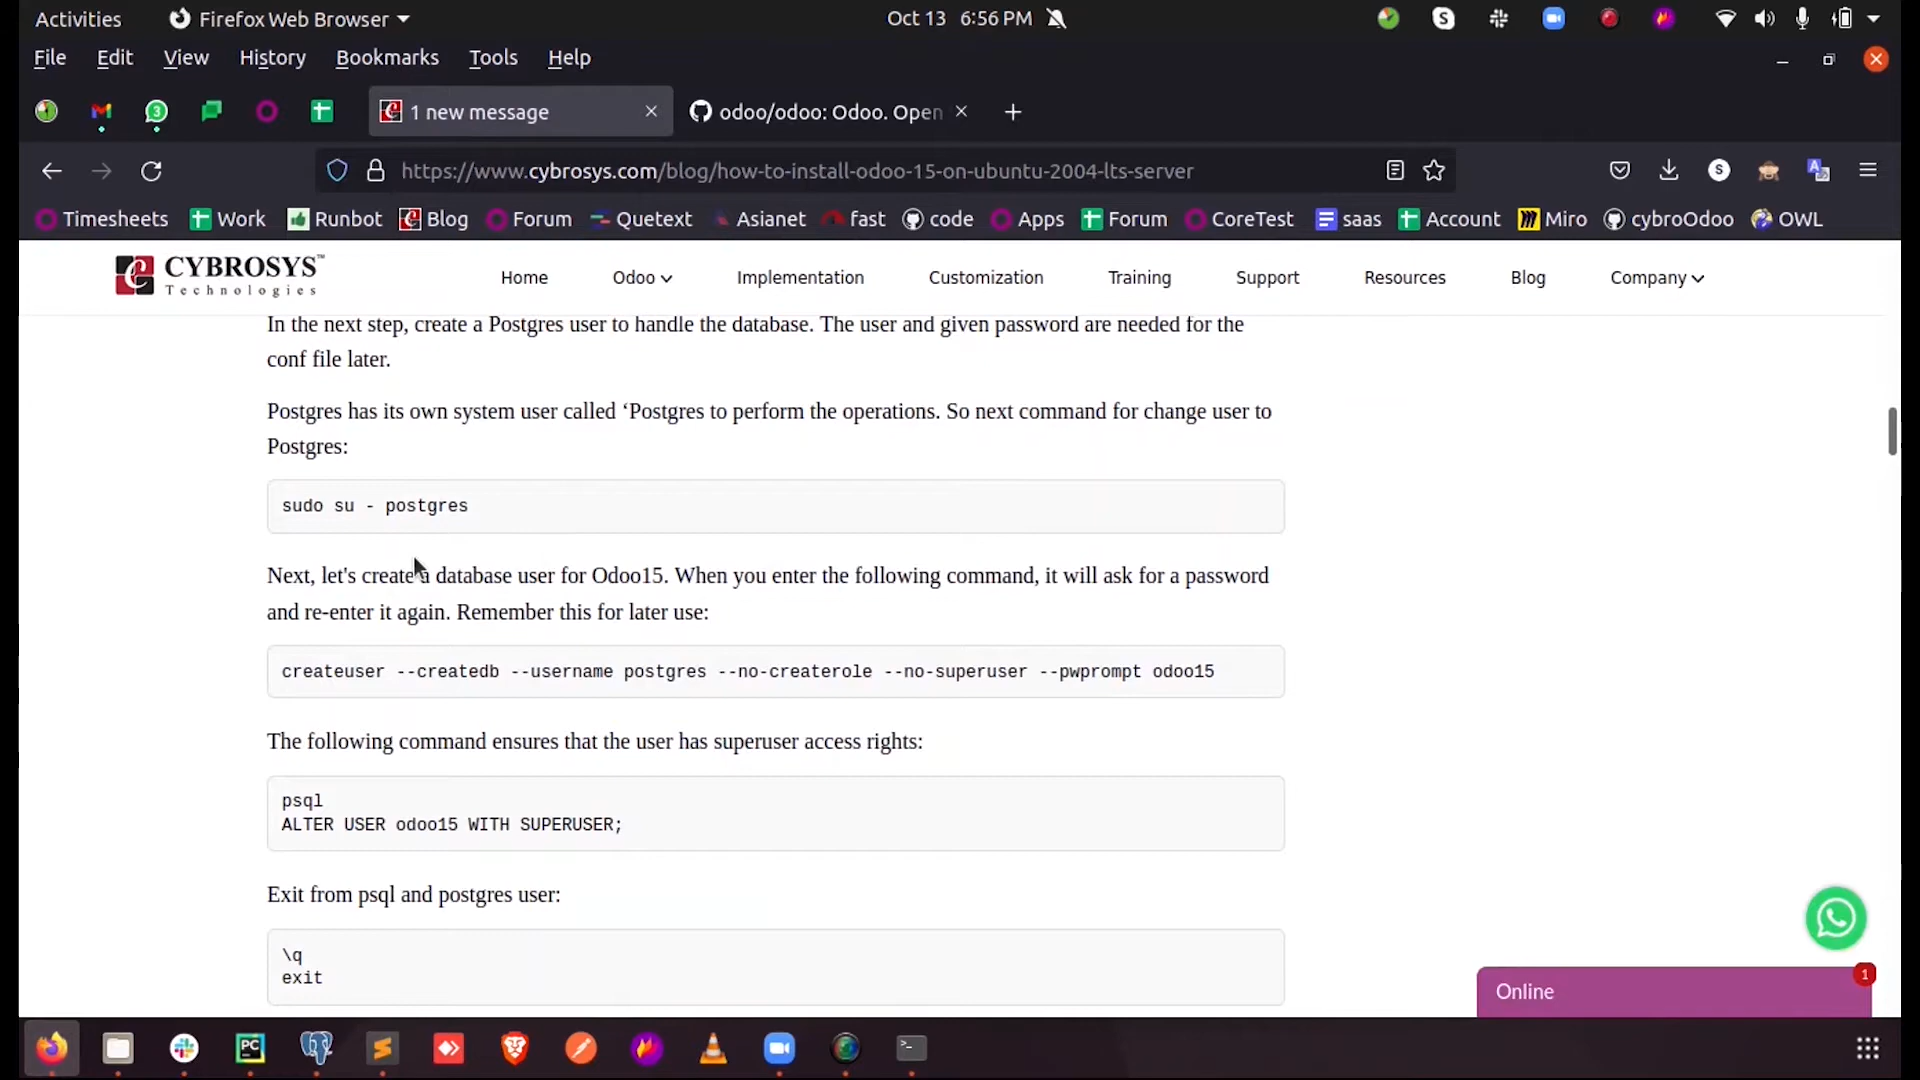 Activities
Firefox Web Browser
Oct 13 6:56 PM
File Edit View History Bookmarks Tools Help
3
1 new message
odoo/odoo: Odoo. Open
https://www.cybrosys.com/blog/how-to-install-odoo-15-on-ubuntu-2004-lts-server
Timesheets Work Runbot Blog Forum Quetext Asianet fast code Apps Forum CoreTest saas Account Miro cybroOdoo OWL
CYBROSYS™
Technologies
Home Odoo Implementation Customization Training Support Resources Blog Company
In the next step, create a Postgres user to handle the database. The user and given password are needed for the
conf file later.
Postgres has its own system user called ‘Postgres to perform the operations. So next command for change user to
Postgres:
sudo su - postgres
Next, let's create a database user for Odoo15. When you enter the following command, it will ask for a password
and re-enter it again. Remember this for later use:
createuser --createdb --username postgres --no-createrole --no-superuser --pwprompt odoo15
The following command ensures that the user has superuser access rights:
psql
ALTER USER odoo15 WITH SUPERUSER;
Exit from psql and postgres user:
\q
exit
1
Online
PC
>_